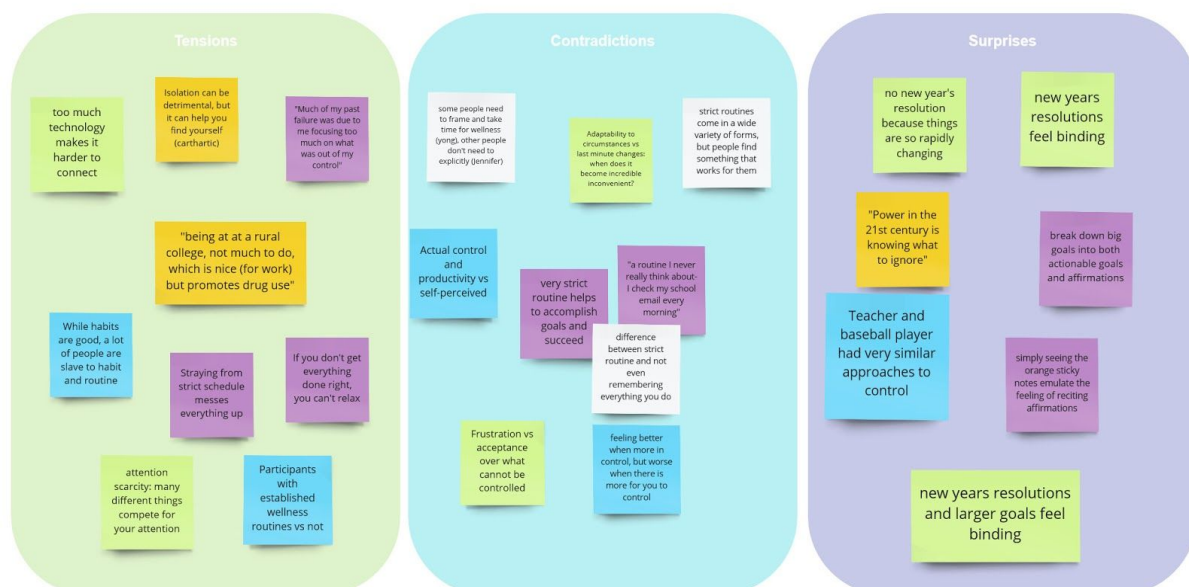 Tensions
too much
technology
makes it
harder to
connect
Isolation can be
detrimental, but
it can help you
find yourself
(carthartic)
"Much of my past
failure was due to
me focusing too
much on what
was out of my
control"
"being at at a rural
college, not much to do,
which is nice (for work)
but promotes drug use"
While habits
are good, a lot
of people are
slave to habit
and routine
Straying from
strict schedule
messes
everything up
If you don't get
everything
done right,
you can't relax
attention
scarcity: many
different things
compete for
your attention
Participants
with
established
wellness
routines vs not
Contradictions
some people need
to frame and take
time for wellness
(yong), other people
don't need to
explicitly (jennifer)
Adaptability to
circumstances vs
last minute changes:
when does it
become incredible
inconvenient?
strict routines
come in a wide
variety of forms,
but people find
something that
works for them
Actual control
and
productivity vs
self-perceived
very strict
routine helps
to accomplish
goals and
succeed
"a routine I never
really think about-
I check my school
email every
morning"
difference
between strict
routine and not
even
remembering
everything you do
Frustration vs
acceptance
over what
cannot be
controlled
feeling better
when more in
control, but worse
when there is
more for you to
control
Surprises
no new year's
resolution
because things
are so rapidly
changing
new years
resolutions
feel binding
"Power in the
21st century is
knowing what
to ignore"
break down big
goals into both
actionable goals
and affirmations
Teacher and
baseball player
had very similar
approaches to
control
simply seeing the
orange sticky
notes emulate the
feeling of reciting
affirmations
new years resolutions
and larger goals feel
binding